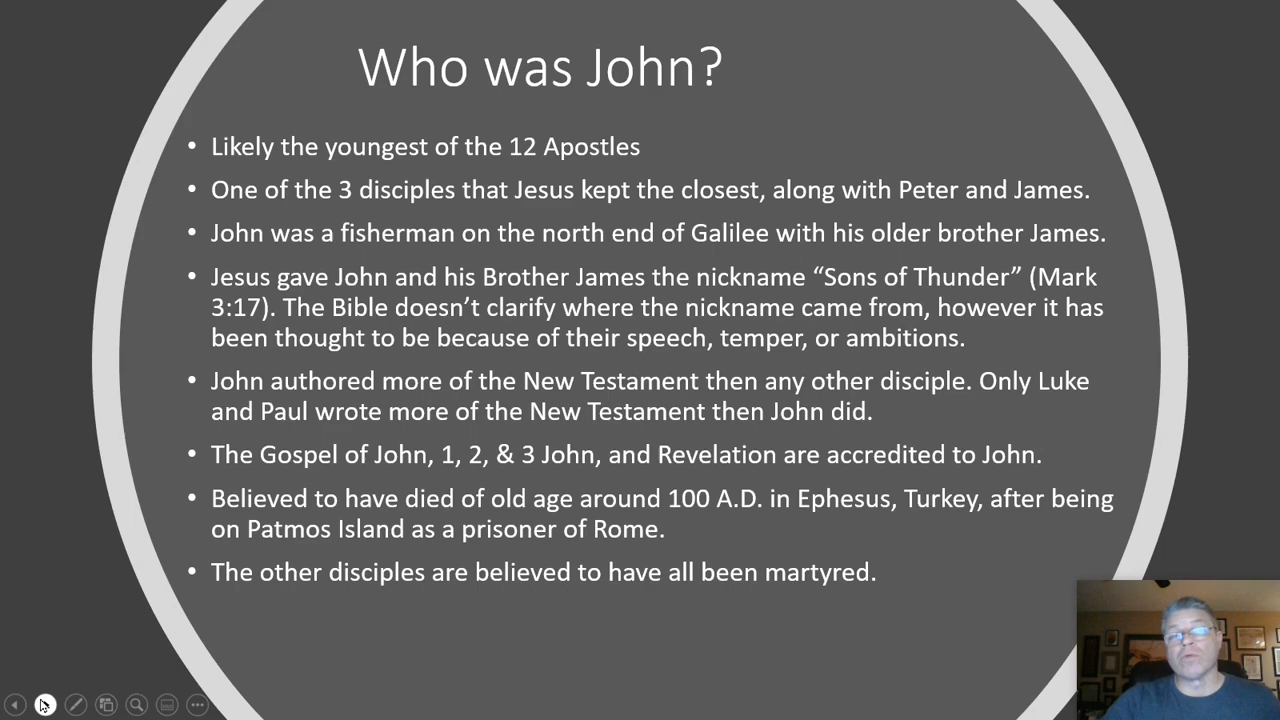 Who was John?
• Likely the youngest of the 12 Apostles
• One of the 3 disciples that Jesus kept the closest, along with Peter and James.
• John was a fisherman on the north end of Galilee with his older brother James.
• Jesus gave John and his Brother James the nickname “Sons of Thunder” (Mark
3:17). The Bible doesn’t clarify where the nickname came from, however it has
been thought to be because of their speech, temper, or ambitions.
• John authored more of the New Testament then any other disciple. Only Luke
and Paul wrote more of the New Testament then John did.
• The Gospel of John, 1, 2, & 3 John, and Revelation are accredited to John.
• Believed to have died of old age around 100 A.D. in Ephesus, Turkey, after being
on Patmos Island as a prisoner of Rome.
• The other disciples are believed to have all been martyred.